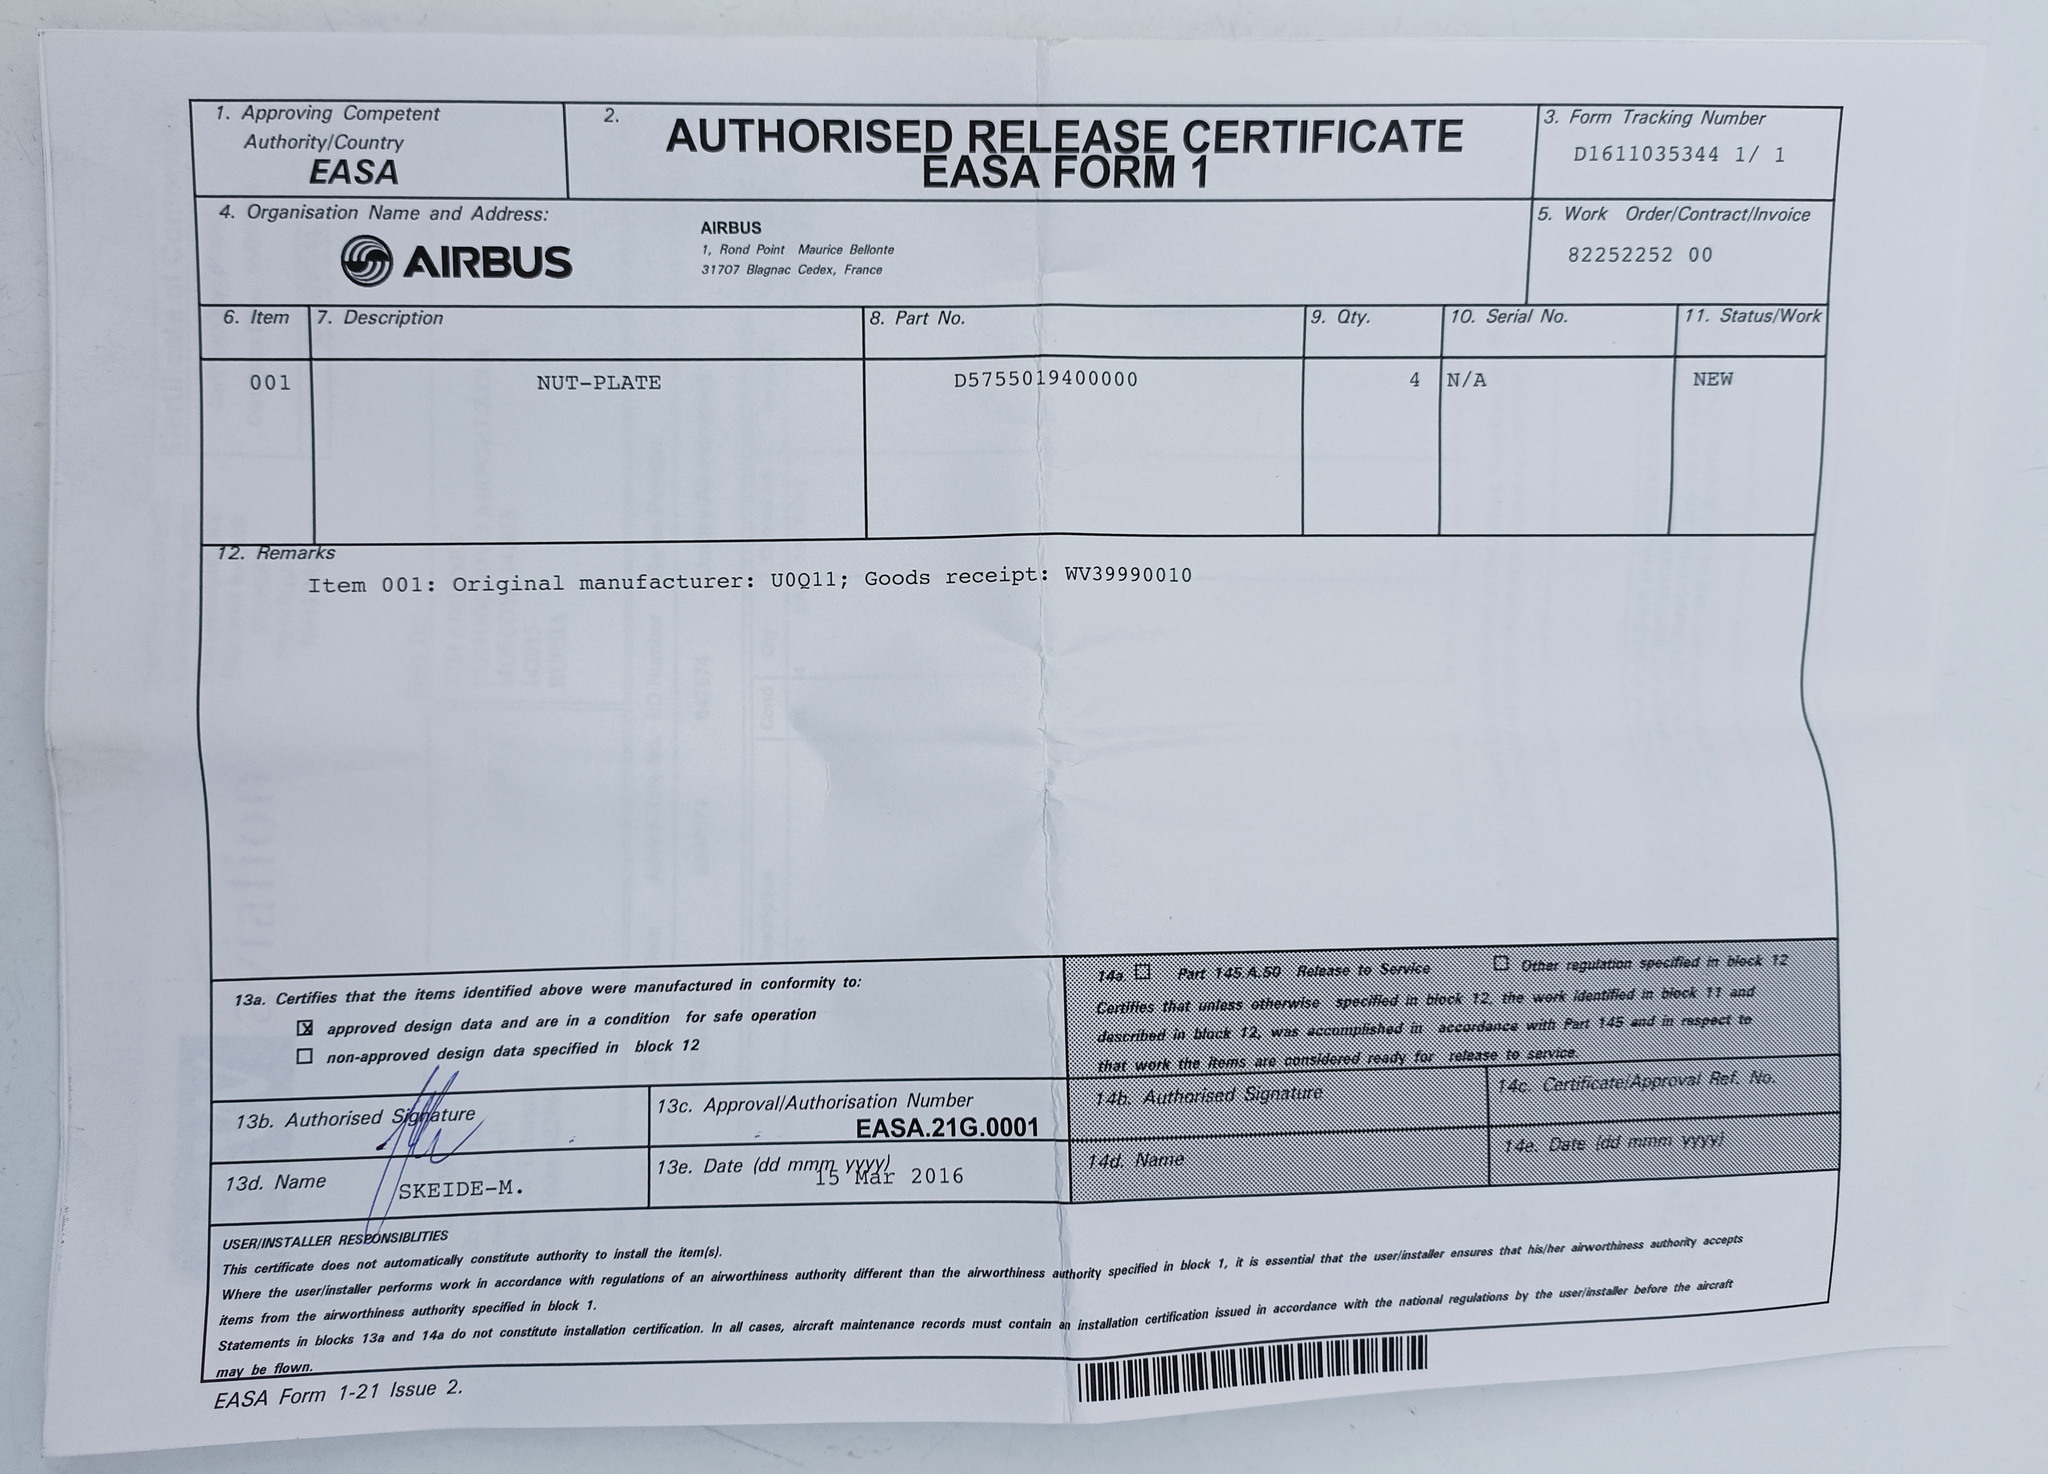 1. Approving Competent
Authority/Country
EASA
2.
AUTHORISED RELEASE CERTIFICATE
EASA FORM 1
3. Form Tracking Number
D1611035344 1/ 1
4. Organisation Name and Address:
AIRBUS
AIRBUS
1, Rond Point Maurice Bellonte
31707 Blagnac Cedex, France
5. Work Order/Contract/Invoice
82252252 00
6. Item
7. Description
8. Part No.
9. Qty.
10. Serial No.
11. Status/Work
001
NUT-PLATE
D5755019400000
4
N/A
NEW
12. Remarks
Item 001: Original manufacturer: U0Q11; Goods receipt: WV39990010
13a. Certifies that the items identified above were manufactured in conformity to:
approved design data and are in a condition for safe operation
non-approved design data specified in block 12
14a. Part 145.A.50 Release to Service
Other regulation specified in block 12
Certifies that unless otherwise specified in block 12, the work identified in block 11 and
described in block 12, was accomplished in accordance with Part 145 and in respect to
that work the items are considered ready for release to service.
13b. Authorised Signature
13c. Approval/Authorisation Number
EASA.21G.0001
14b. Authorised Signature
14c. Certificate/Approval Ref. No.
13d. Name
SKEIDE-M.
13e. Date (dd mmm yyyy)
15 Mar 2016
14d. Name
14e. Date (dd mmm yyyy)
USER/INSTALLER RESPONSIBLITIES
This certificate does not automatically constitute authority to install the item(s).
Where the user/installer performs work in accordance with regulations of an airworthiness authority different than the airworthiness authority specified in block 1, it is essential that the user/installer ensures that his/her airworthiness authority accepts
items from the airworthiness authority specified in block 1.
Statements in blocks 13a and 14a do not constitute installation certification. In all cases, aircraft maintenance records must contain an installation certification issued in accordance with the national regulations by the user/installer before the aircraft
may be flown.
EASA Form 1-21 Issue 2.